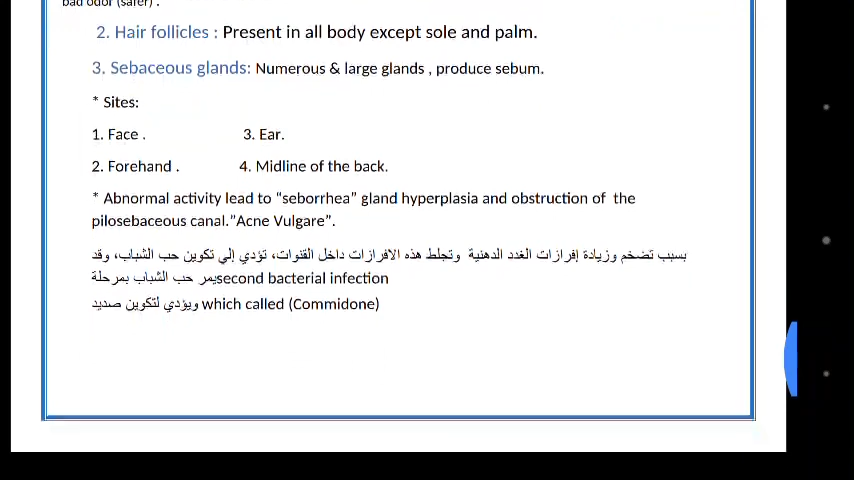 bad odor (safer) .
2. Hair follicles : Present in all body except sole and palm.
3. Sebaceous glands: Numerous & large glands , produce sebum.
* Sites:
1. Face . 3. Ear.
2. Forehand . 4. Midline of the back.
* Abnormal activity lead to “seborrhea” gland hyperplasia and obstruction of the
pilosebaceous canal.”Acne Vulgare”.
بسبب تضخم وزيادة إفرازات الغدد الدهنية وتجلط هذه الافرازات داخل القنوات، تؤدي إلي تكوين حب الشباب، وقد
يمر حب الشباب بمرحلة second bacterial infection
ويؤدي لتكوين صديد which called (Commidone)